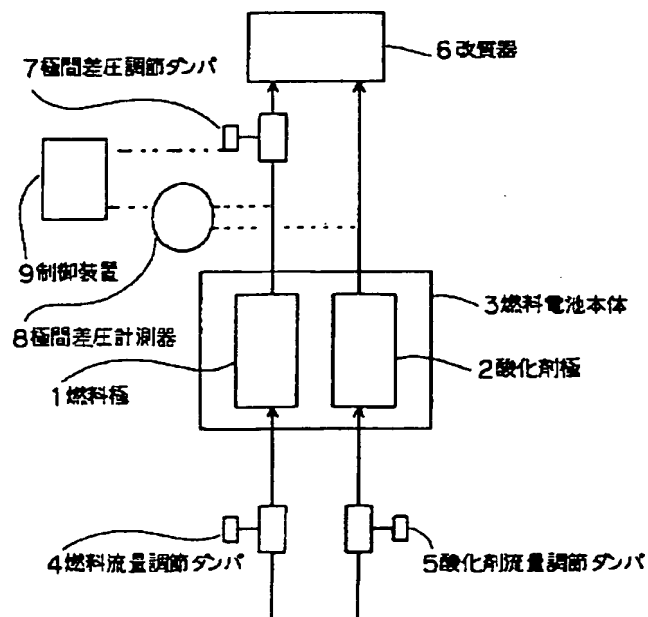 6改質器
7極間差圧調節ダンパ
9制御装置
8極間差圧計測器
3燃料電池本体
1燃料極
2酸化剤極
4燃料流量調節ダンパ
5酸化剤流量調節ダンパ